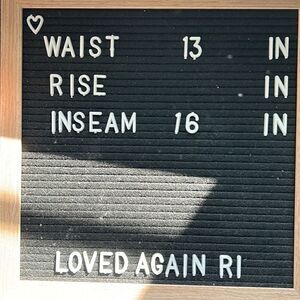 WAIST 13 IN
RISE IN
INSEAM 16 IN
LOVED AGAIN RI